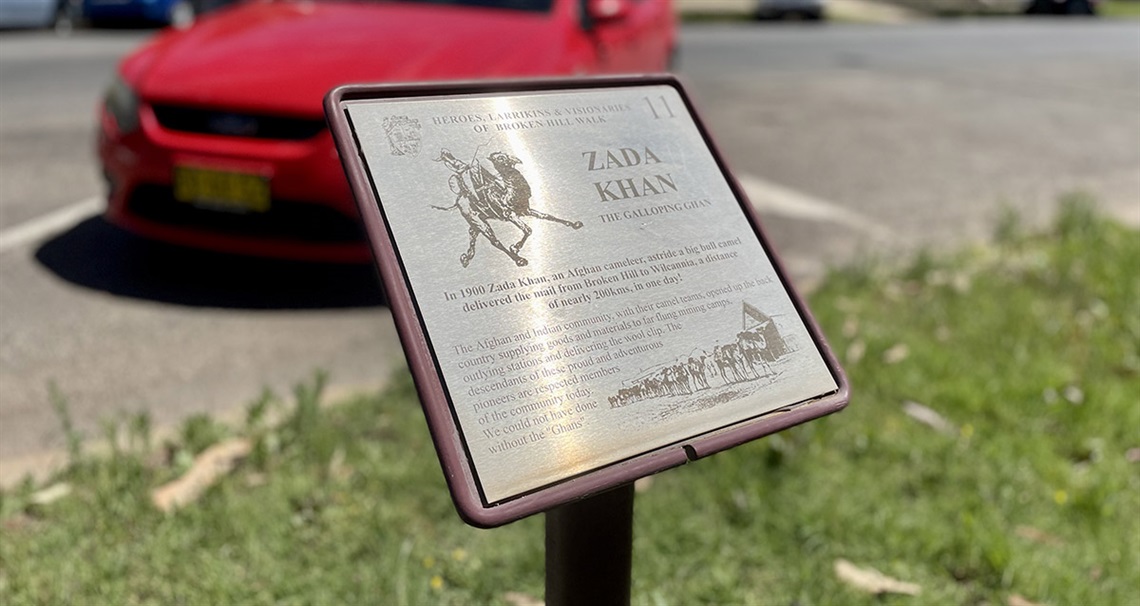 HEROES, LARRIKINS & VISIONARIES
OF BROKEN HILL WALK
11
ZADA
KHAN
THE GALLOPING GHAN
In 1900 Zada Khan, an Afghan cameleer, astride a big bull camel
delivered the mail from Broken Hill to Wilcannia, a distance
of nearly 200kms, in one day!
The Afghan and Indian community, with their camel teams, opened up the back
country supplying goods and materials to far flung mining camps,
outlying stations and delivering the wool clip. The
descendants of these proud and adventurous
pioneers are respected members
of the community today.
We could not have done
without the "Ghans"